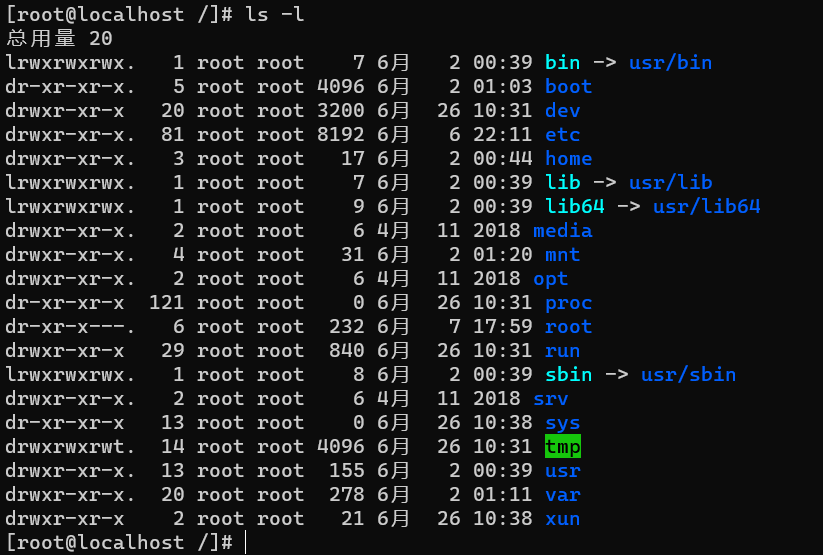 [root@localhost /]# ls -l
总用量 20
lrwxrwxrwx.   1 root root    7 6月   2 00:39 bin -> usr/bin
dr-xr-xr-x.   5 root root 4096 6月   2 01:03 boot
drwxr-xr-x   20 root root 3200 6月   26 10:31 dev
drwxr-xr-x.  81 root root 8192 6月   6 22:11 etc
drwxr-xr-x.   3 root root   17 6月   2 00:44 home
lrwxrwxrwx.   1 root root    7 6月   2 00:39 lib -> usr/lib
lrwxrwxrwx.   1 root root    9 6月   2 00:39 lib64 -> usr/lib64
drwxr-xr-x.   2 root root    6 4月   11 2018 media
drwxr-xr-x.   4 root root   31 6月   2 01:20 mnt
drwxr-xr-x.   2 root root    6 4月   11 2018 opt
dr-xr-xr-x  121 root root    0 6月   26 10:31 proc
dr-xr-x---.   6 root root  232 6月   7 17:59 root
drwxr-xr-x   29 root root  840 6月   26 10:31 run
lrwxrwxrwx.   1 root root    8 6月   2 00:39 sbin -> usr/sbin
drwxr-xr-x.   2 root root    6 4月   11 2018 srv
dr-xr-xr-x   13 root root    0 6月   26 10:38 sys
drwxrwxrwt.  14 root root 4096 6月   26 10:31 tmp
drwxr-xr-x.  13 root root  155 6月   2 00:39 usr
drwxr-xr-x.  20 root root  278 6月   2 01:11 var
drwxr-xr-x    2 root root   21 6月   26 10:38 xun
[root@localhost /]#